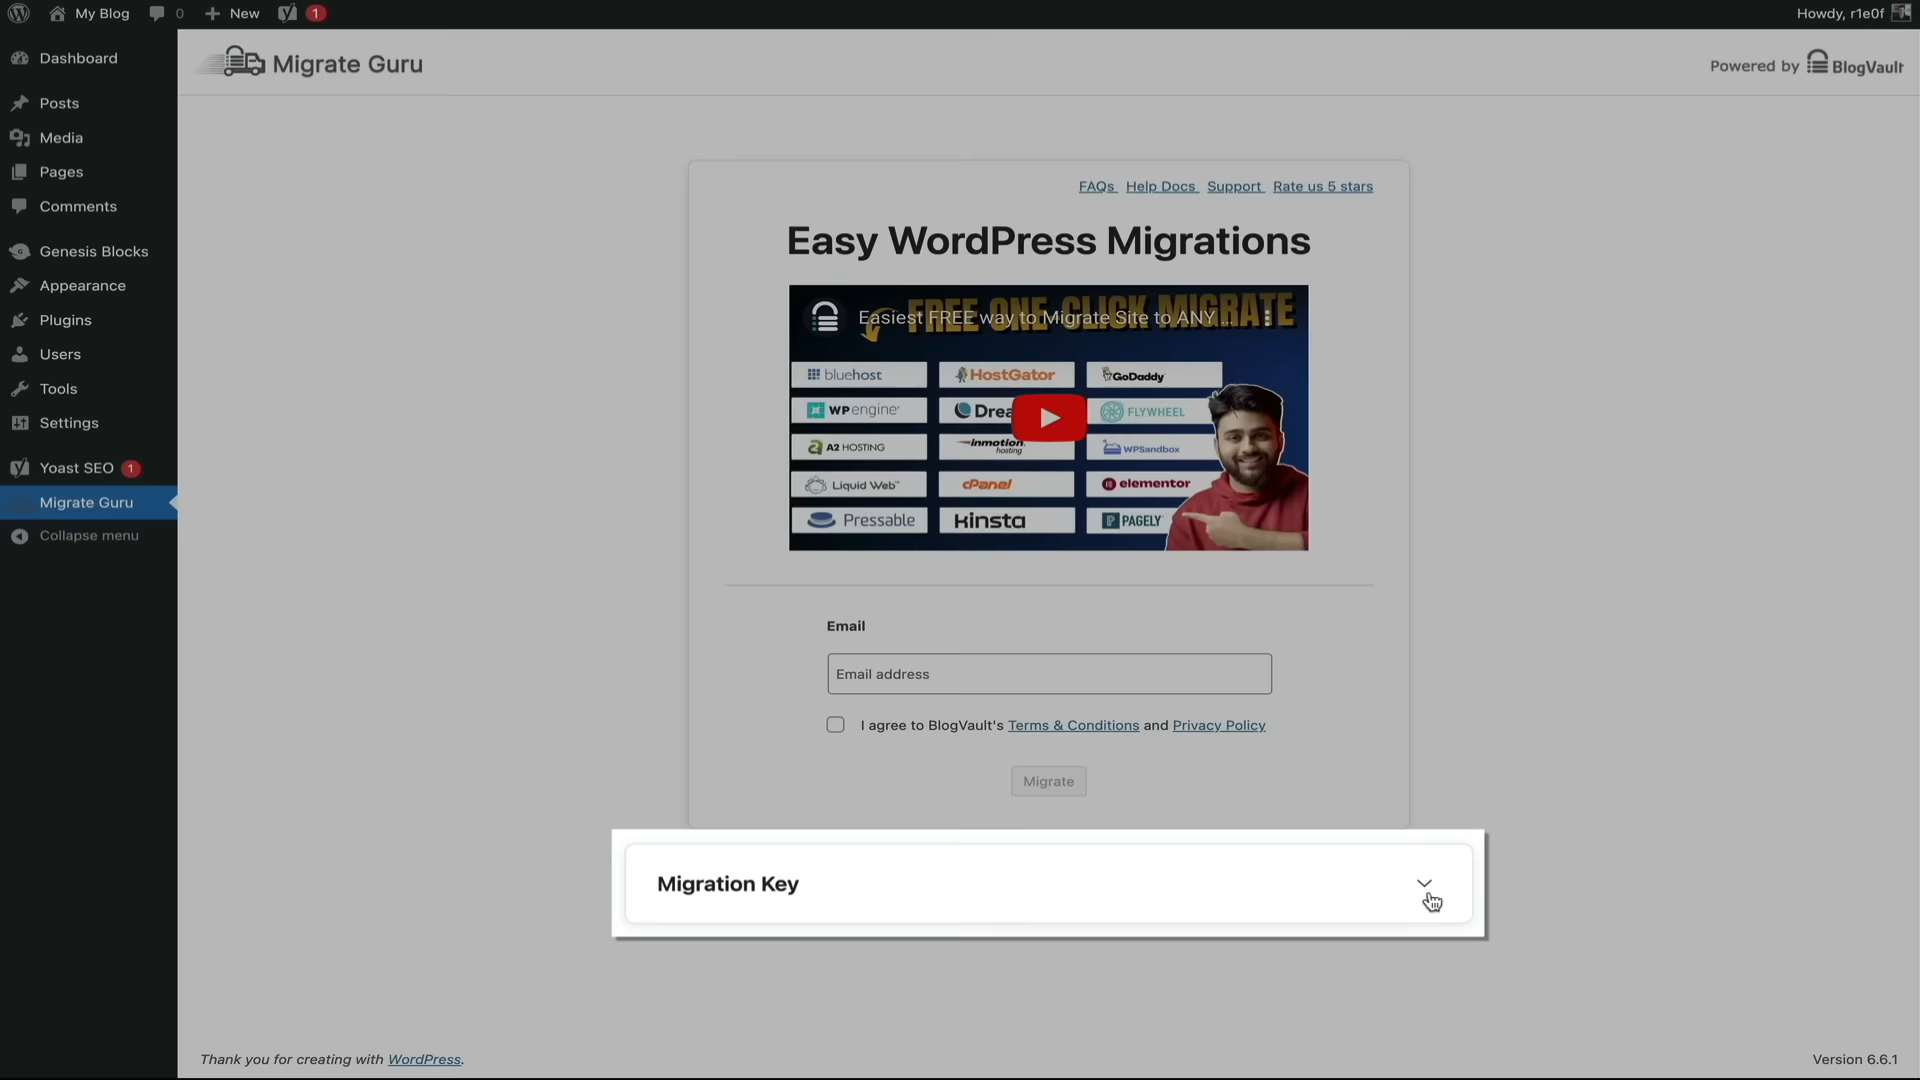 My Blog 0 New 1 Howdy, r1e0f
Dashboard
Posts
Media
Pages
Comments
Genesis Blocks
Appearance
Plugins
Users
Tools
Settings
Yoast SEO 1
Migrate Guru
Collapse menu
Migrate Guru
Powered by BlogVault
FAQs Help Docs Support Rate us 5 stars
Easy WordPress Migrations
FREE ONE-CLICK MIGRATE
Easiest FREE way to Migrate Site to ANY ...
bluehost HostGator GoDaddy
WP engine Drea FLYWHEEL
A2 HOSTING inmotion hosting WPSandbox
Liquid Web cPanel elementor
Pressable Kinsta PAGELY
Email
Email address
I agree to BlogVault's Terms & Conditions and Privacy Policy
Migrate
Migration Key
Thank you for creating with WordPress.
Version 6.6.1